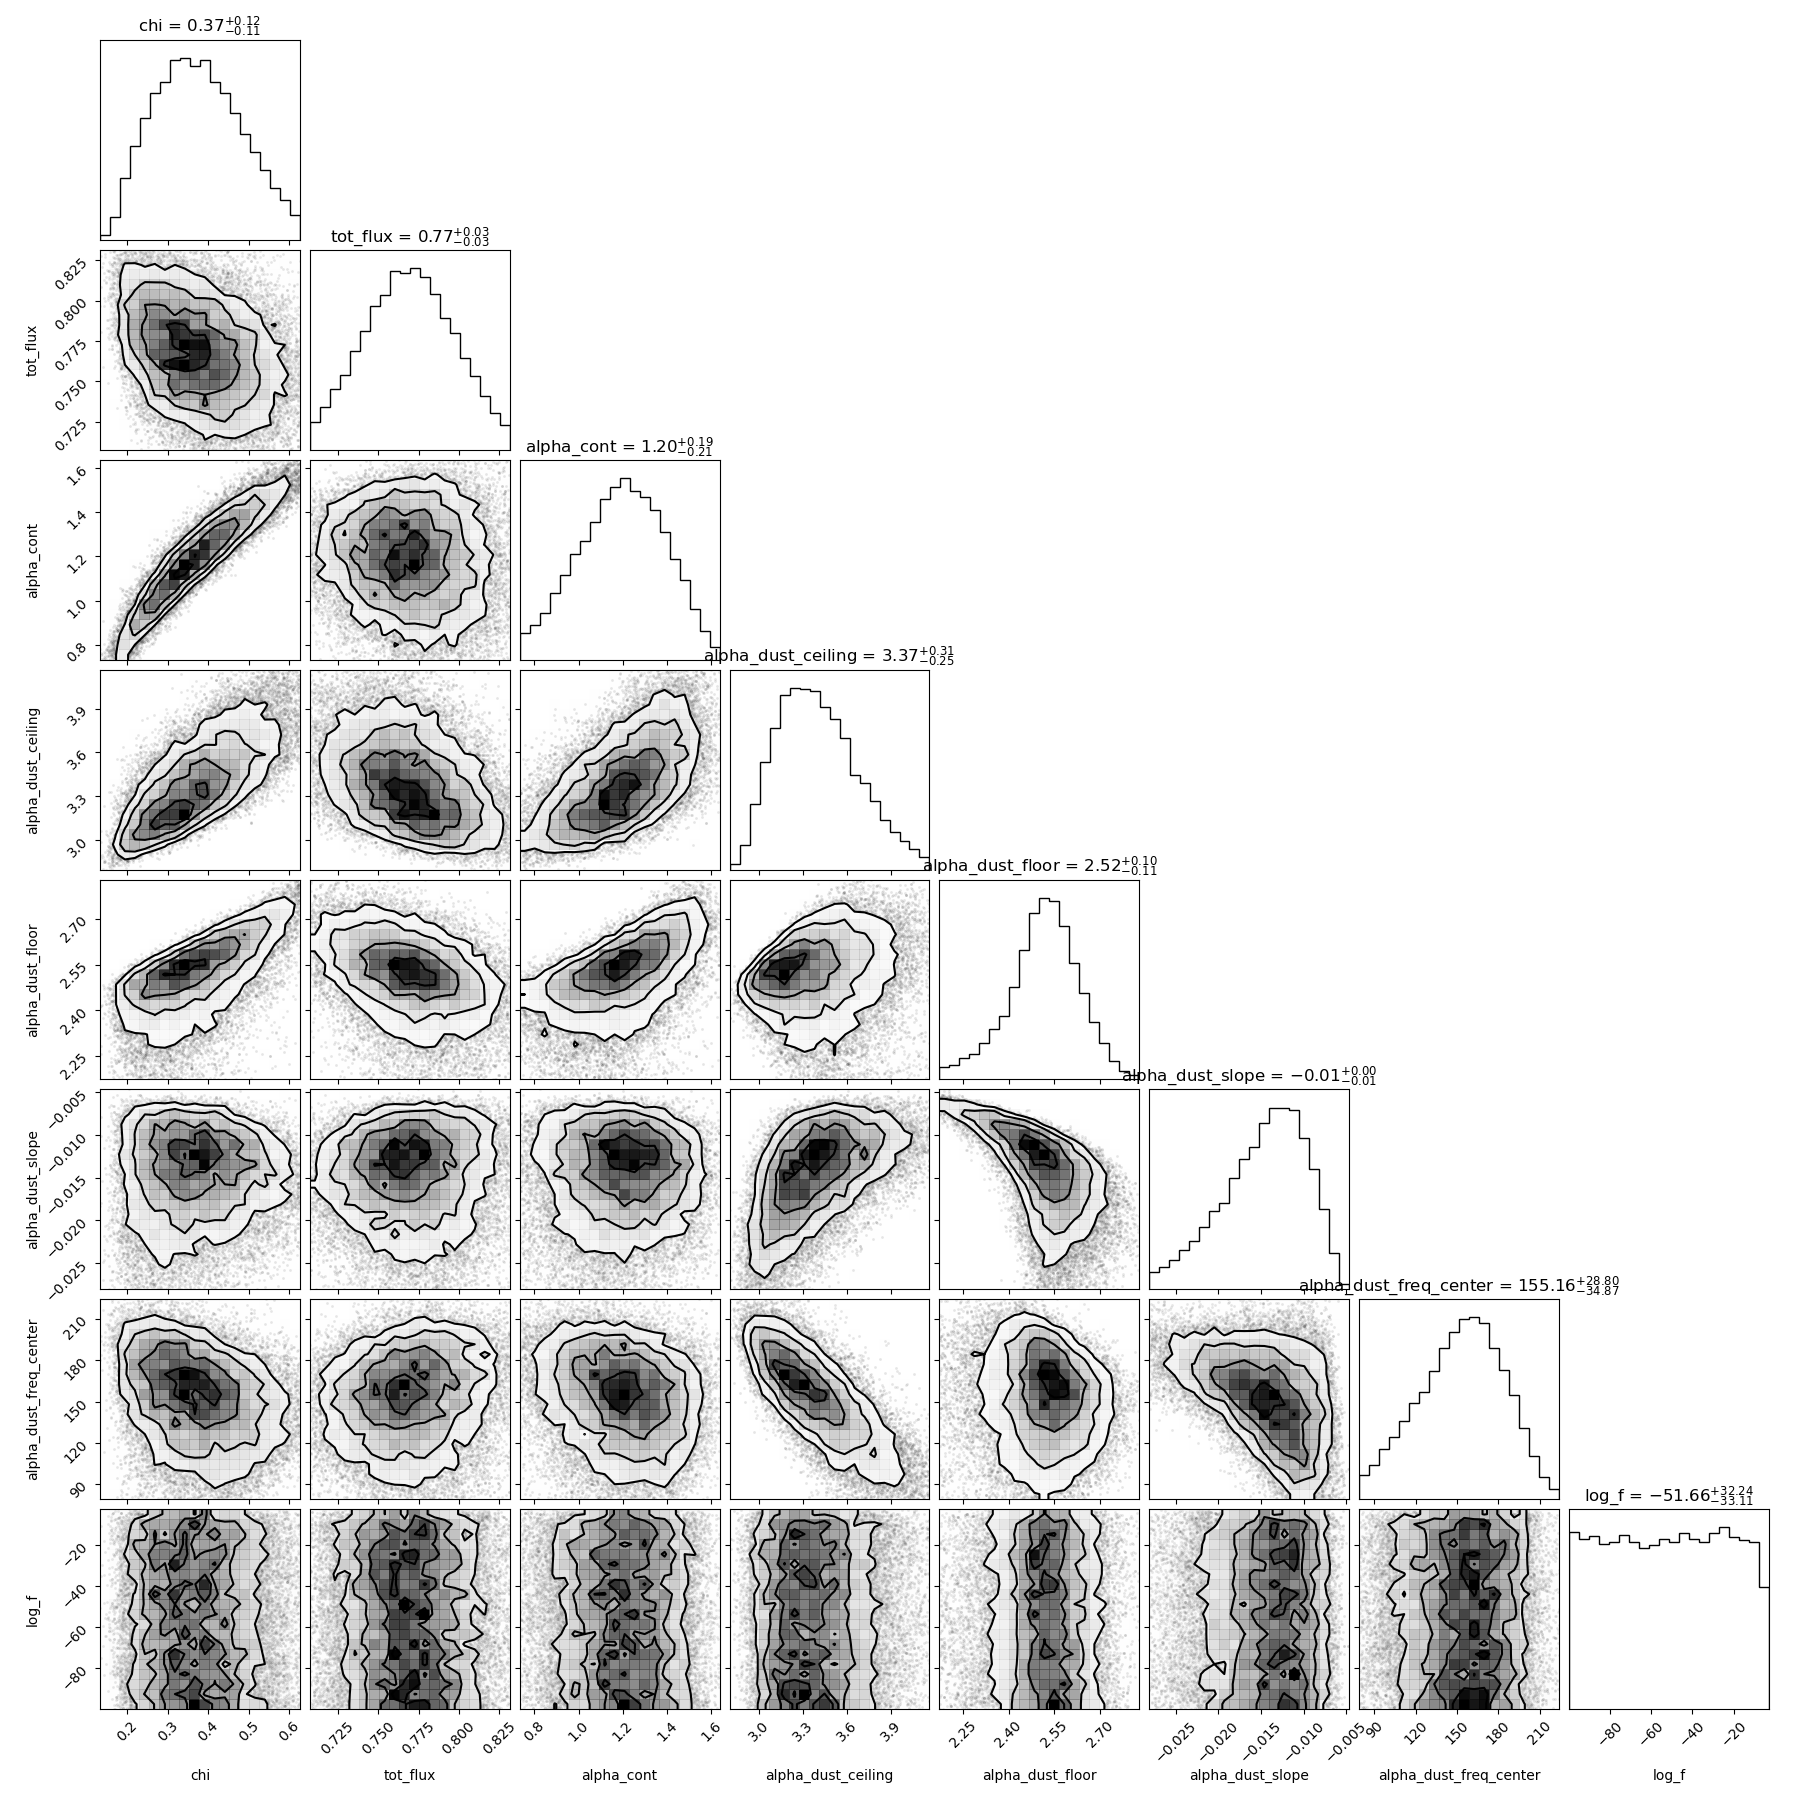 chi = 0.37 +0.12 −0.11
tot_flux = 0.77 +0.03 −0.03
alpha_cont = 1.20 +0.19 −0.21
alpha_dust_ceiling = 3.37 +0.31 −0.25
alpha_dust_floor = 2.52 +0.10 −0.11
alpha_dust_slope = −0.01 +0.00 −0.01
alpha_dust_freq_center = 155.16 +28.80 −34.87
log_f = −51.66 +32.24 −33.11
tot_flux
0.825
0.800
0.775
0.750
0.725
alpha_cont
1.6
1.4
1.2
1.0
0.8
alpha_dust_ceiling
3.9
3.6
3.3
3.0
alpha_dust_floor
2.70
2.55
2.40
2.25
alpha_dust_slope
−0.005
−0.010
−0.015
−0.020
−0.025
alpha_dust_freq_center
210
180
150
120
90
log_f
−20
−40
−60
−80
0.2 0.3 0.4 0.5 0.6
0.725 0.750 0.775 0.800 0.825
0.8 1.0 1.2 1.4 1.6
3.0 3.3 3.6 3.9
2.25 2.40 2.55 2.70
−0.025 −0.020 −0.015 −0.010 −0.005
90 120 150 180 210
−80 −60 −40 −20
chi
tot_flux
alpha_cont
alpha_dust_ceiling
alpha_dust_floor
alpha_dust_slope
alpha_dust_freq_center
log_f